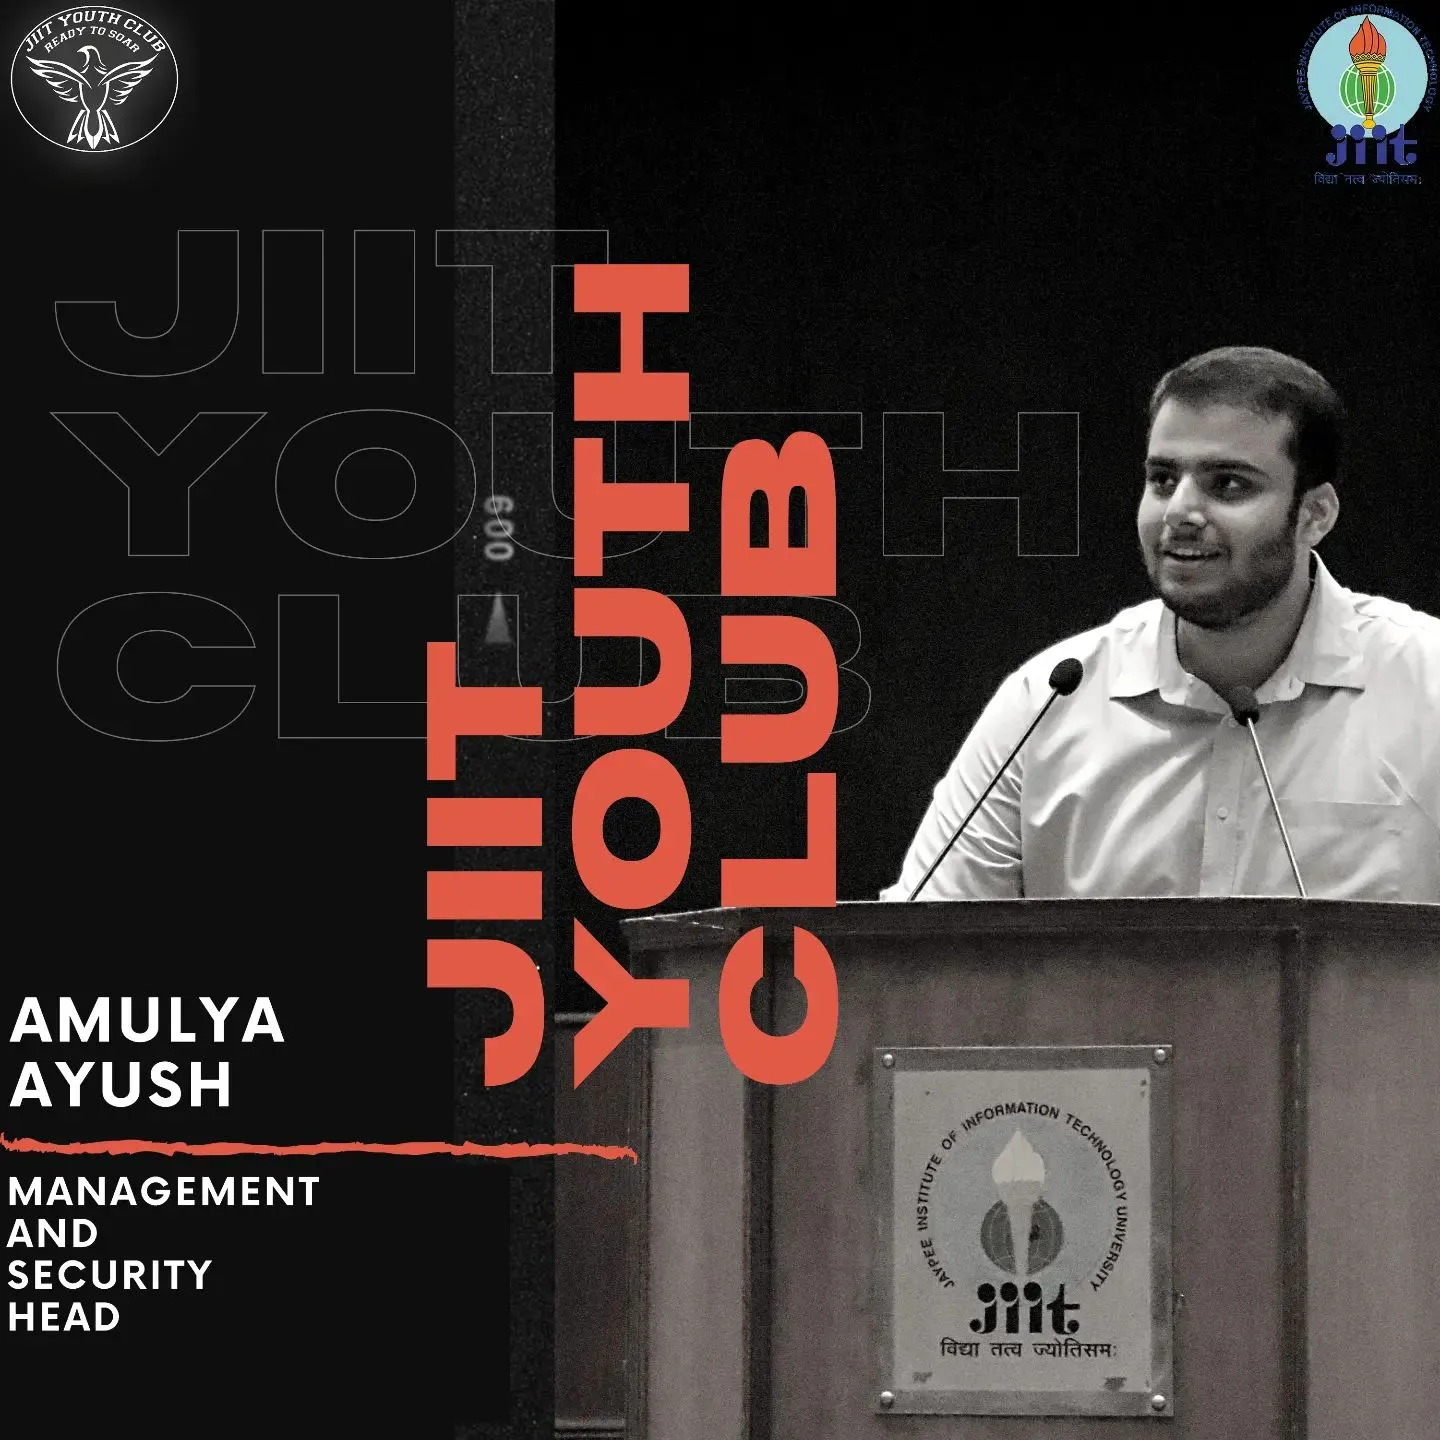 JIIT YOUTH CLUB
READY TO SOAR
JAYPEE INSTITUTE OF INFORMATION TECHNOLOGY
jiit
विद्या तत्व ज्योतिसमः
JIIT
YOUTH
CLUB
009
JIIT
YOUTH
CLUB
AMULYA
AYUSH
MANAGEMENT
AND
SECURITY
HEAD
JAYPEE INSTITUTE OF INFORMATION TECHNOLOGY UNIVERSITY
jiit
विद्या तत्व ज्योतिसमः